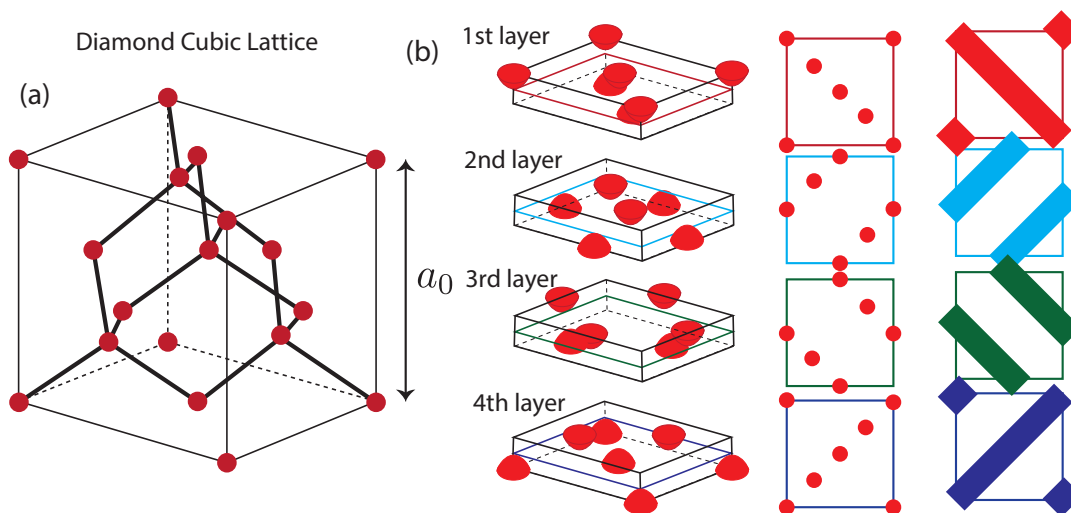 Diamond Cubic Lattice
(a)
a₀
(b)
1st layer
2nd layer
3rd layer
4th layer